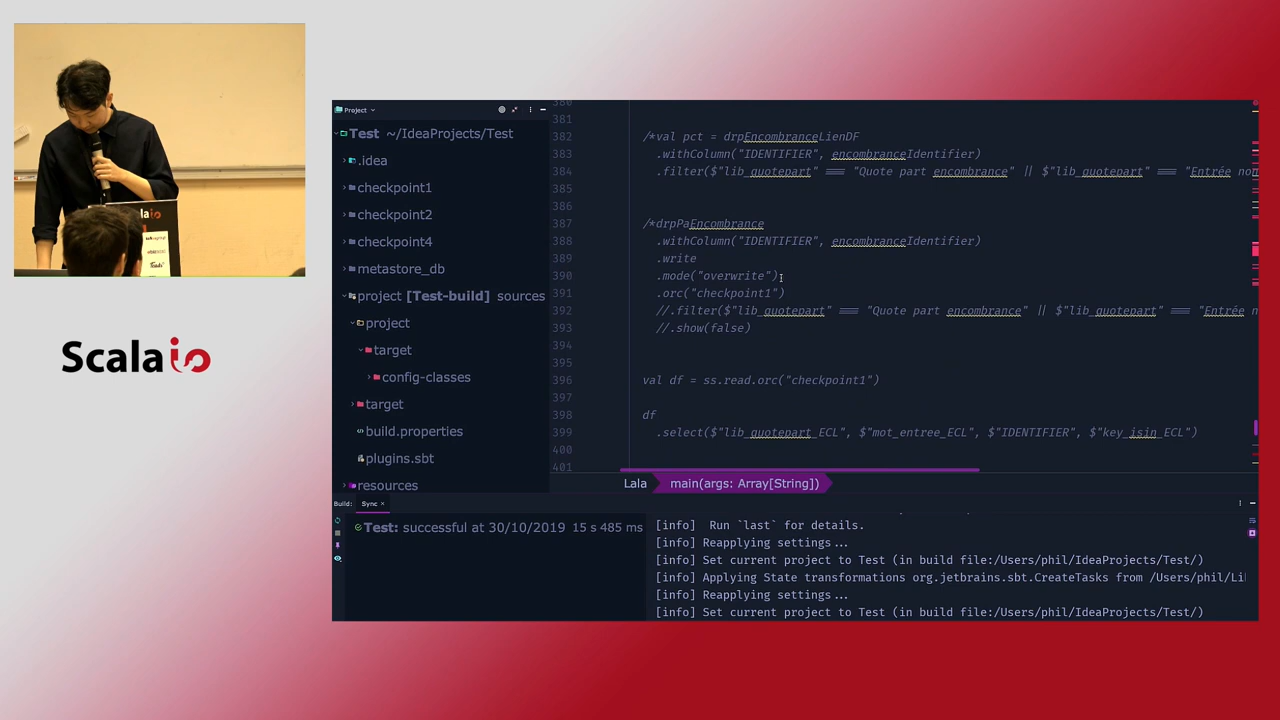 Scala
io
Project
Test ~/IdeaProjects/Test
.idea
checkpoint1
checkpoint2
checkpoint4
metastore_db
project [Test-build] sources
project
target
config-classes
target
build.properties
plugins.sbt
resources
380
381
382 /*val pct = drpEncombranceLienDF
383 .withColumn("IDENTIFIER", encombranceIdentifier)
384 .filter($"lib_quotepart" === "Quote part encombrance" || $"lib_quotepart" === "Entrée non
385
386
387 /*drpPaEncombrance
388 .withColumn("IDENTIFIER", encombranceIdentifier)
389 .write
390 .mode("overwrite")
391 .orc("checkpoint1")
392 //.filter($"lib_quotepart" === "Quote part encombrance" || $"lib_quotepart" === "Entrée n
393 //.show(false)
394
395
396 val df = ss.read.orc("checkpoint1")
397
398 df
399 .select($"lib_quotepart_ECL", $"mot_entree_ECL", $"IDENTIFIER", $"key_isin_ECL")
400
401
Lala main(args: Array[String])
Build: Sync ×
Test: successful at 30/10/2019 15 s 485 ms
[info] Run `last` for details.
[info] Reapplying settings...
[info] Set current project to Test (in build file:/Users/phil/IdeaProjects/Test/)
[info] Applying State transformations org.jetbrains.sbt.CreateTasks from /Users/phil/Li
[info] Reapplying settings...
[info] Set current project to Test (in build file:/Users/phil/IdeaProjects/Test/)